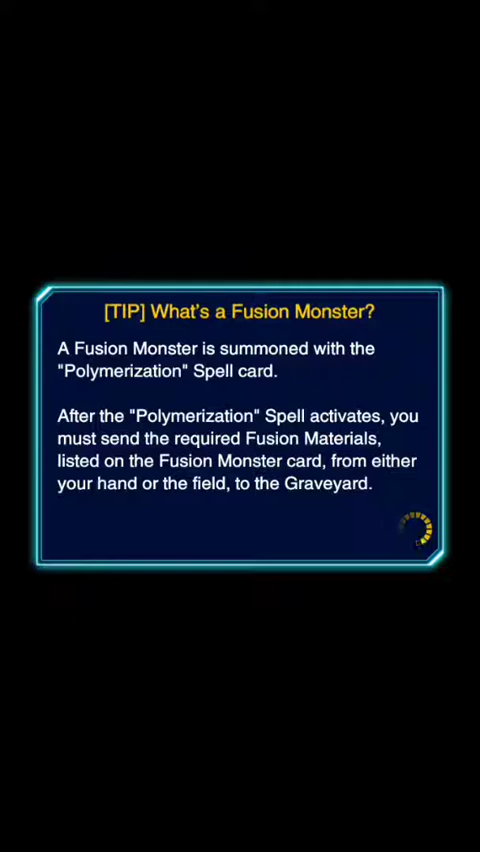 [TIP] What's a Fusion Monster?
A Fusion Monster is summoned with the
"Polymerization" Spell card.
After the "Polymerization" Spell activates, you
must send the required Fusion Materials,
listed on the Fusion Monster card, from either
your hand or the field, to the Graveyard.